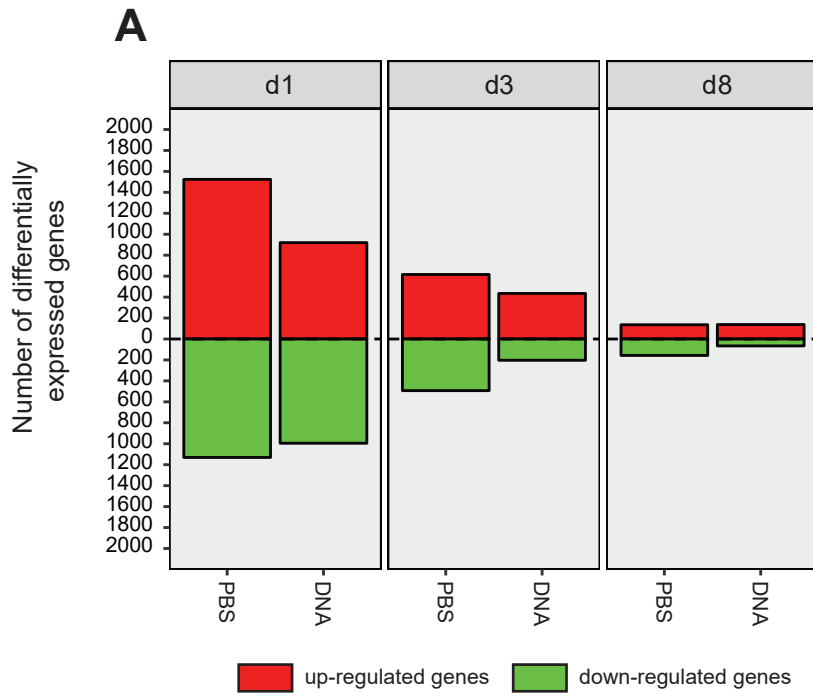 A
d1
d3
d8
Number of differentially
expressed genes
2000
1800
1600
1400
1200
1000
800
600
400
200
0
200
400
600
800
1000
1200
1400
1600
1800
2000
PBS
DNA
PBS
DNA
PBS
DNA
up-regulated genes
down-regulated genes